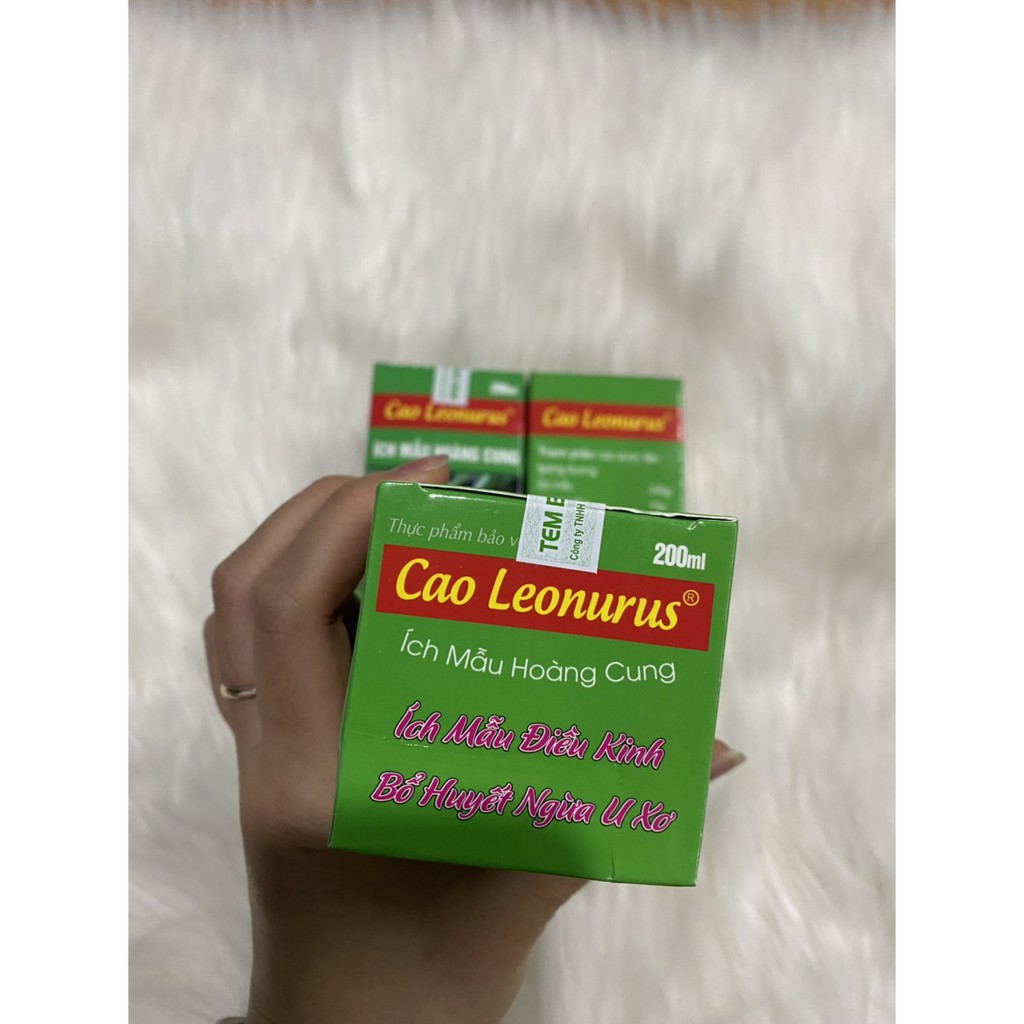 200ml
Cao Leonurus®
ÍCH MẪU HOÀNG CUNG
Cao Leonurus®
Thực phẩm bảo v
TEM B
Công ty TNHH
200ml
Cao Leonurus®
Ích Mẫu Hoàng Cung
Ích Mẫu Điều Kinh
Bổ Huyết Ngừa U Xơ